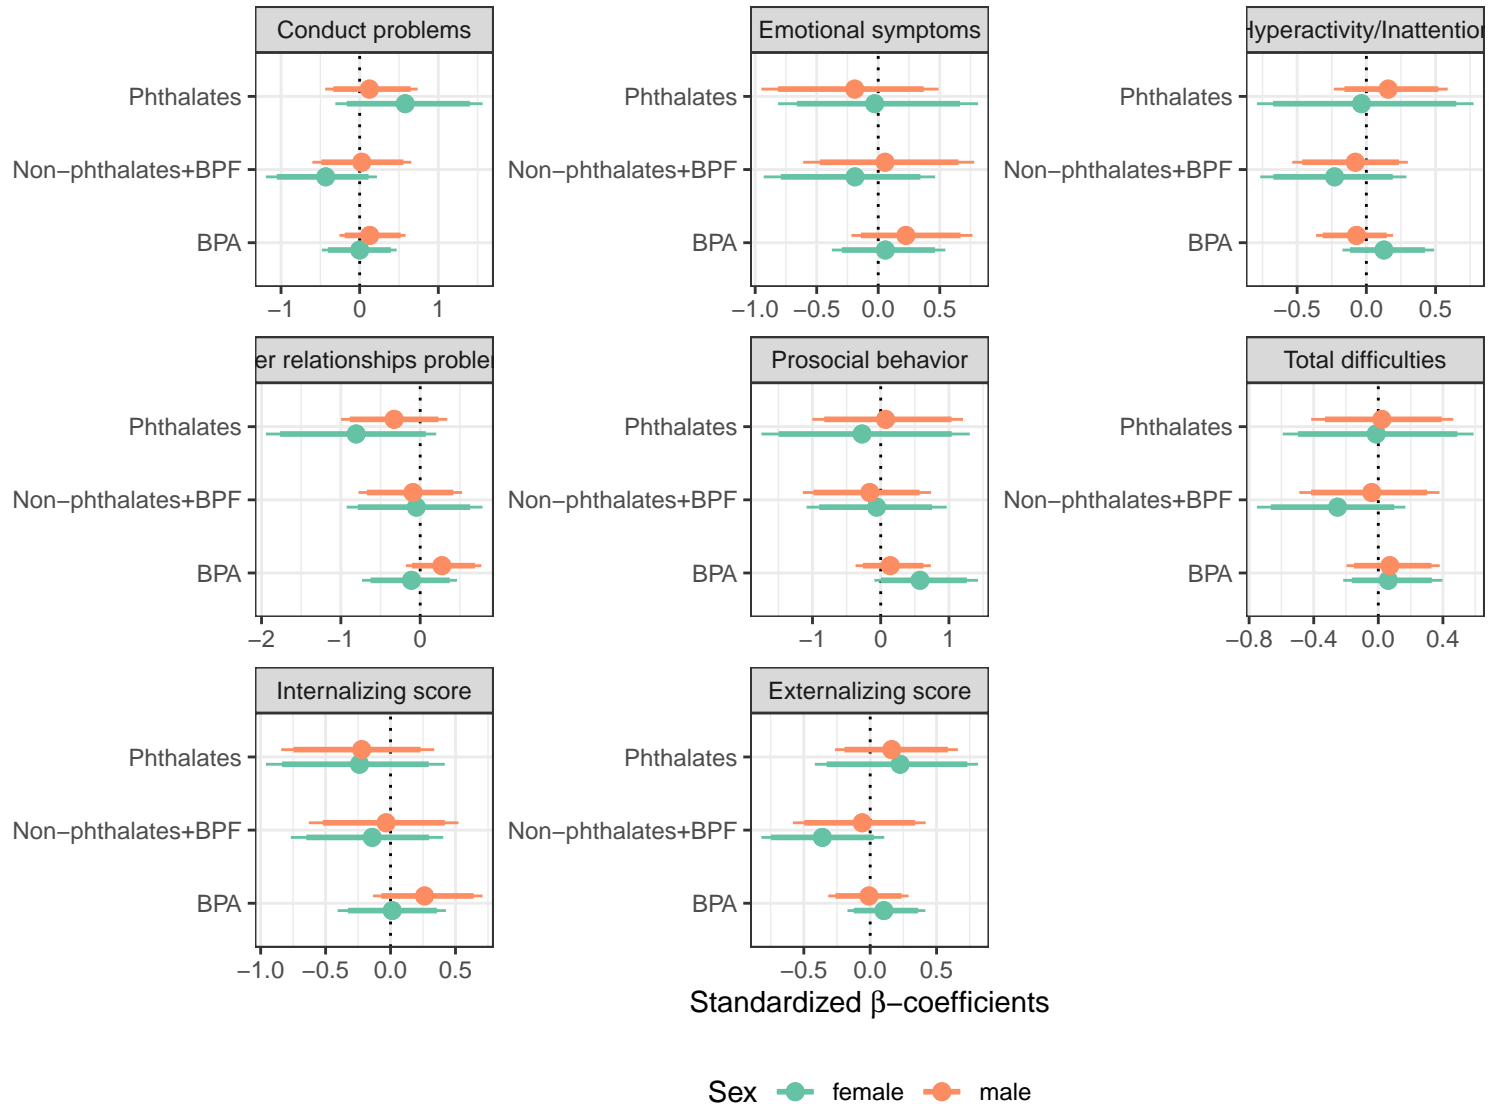 Conduct problems
Emotional symptoms
Hyperactivity/Inattention
Phthalates
Non−phthalates+BPF
BPA
Phthalates
Non−phthalates+BPF
BPA
Phthalates
Non−phthalates+BPF
BPA
−1 0 1
−1.0 −0.5 0.0 0.5
−0.5 0.0 0.5
er relationships problem
Prosocial behavior
Total difficulties
Phthalates
Non−phthalates+BPF
BPA
Phthalates
Non−phthalates+BPF
BPA
Phthalates
Non−phthalates+BPF
BPA
−2 −1 0
−1 0 1
−0.8 −0.4 0.0 0.4
Internalizing score
Externalizing score
Phthalates
Non−phthalates+BPF
BPA
Phthalates
Non−phthalates+BPF
BPA
−1.0 −0.5 0.0 0.5
−0.5 0.0 0.5
Standardized β−coefficients
Sex female male